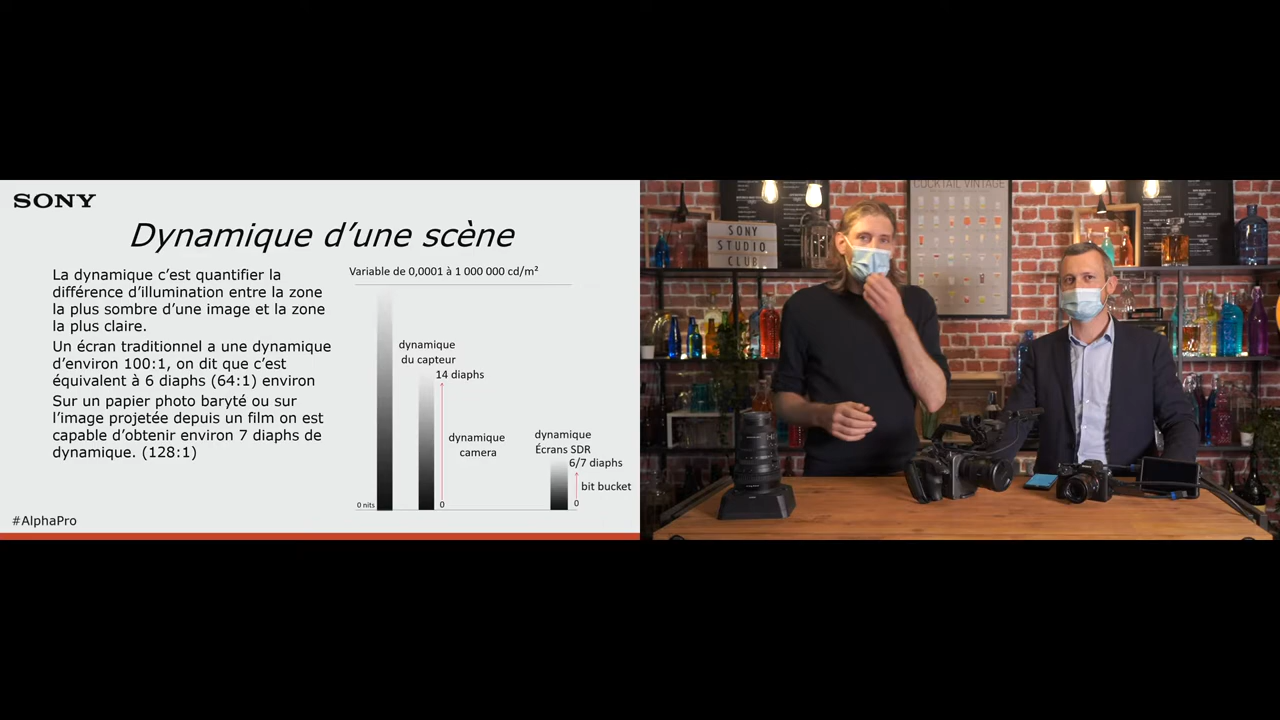 SONY
Dynamique d'une scène
La dynamique c'est quantifier la
différence d'illumination entre la zone
la plus sombre d'une image et la zone
la plus claire.
Un écran traditionnel a une dynamique
d'environ 100:1, on dit que c'est
équivalent à 6 diaphs (64:1) environ
Sur un papier photo baryté ou sur
l'image projetée depuis un film on est
capable d'obtenir environ 7 diaphs de
dynamique. (128:1)
Variable de 0,0001 à 1 000 000 cd/m²
dynamique
du capteur
14 diaphs
dynamique
camera
dynamique
Écrans SDR
6/7 diaphs
bit bucket
0 nits
0
0
#AlphaPro
COCKTAIL VINTAGE
SONY
STUDIO
CLUB